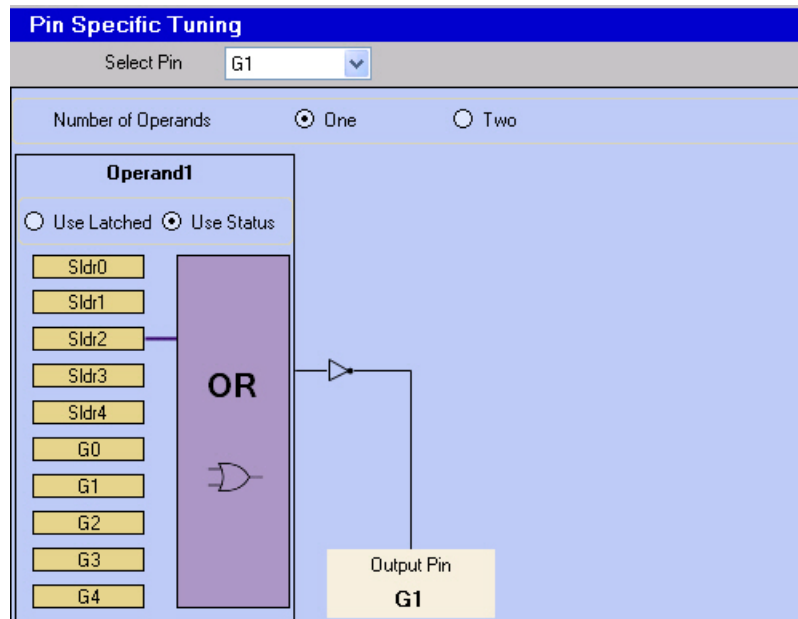 Pin Specific Tuning
Select Pin G1
Number of Operands One Two
Operand1
Use Latched Use Status
Sldr0
Sldr1
Sldr2
Sldr3
Sldr4
G0
G1
G2
G3
G4
OR
Output Pin
G1